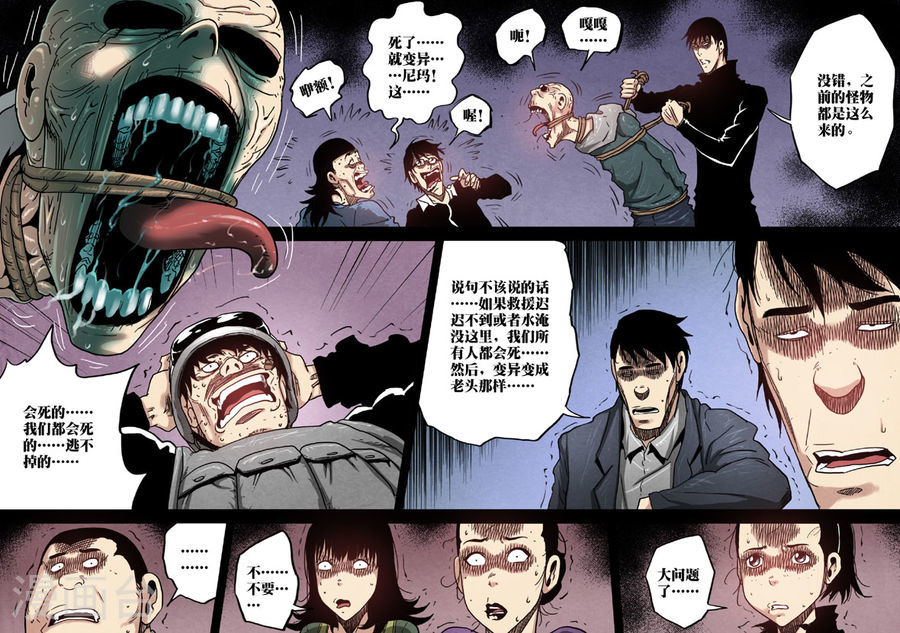 没错，之
前的怪物
都是这么
来的。
嘎嘎
……
呃！
死了……
就变异！
……尼玛！
这……
喔！
咿额！
说句不该说的话
……如果救援迟
迟不到或者水淹
没这里，我们所
有人都会死……
然后，变异变成
老头那样……
会死的……
我们都会死
的……逃不
掉的……
……
……
不……
不要……
…
大问题
了……
漫画台